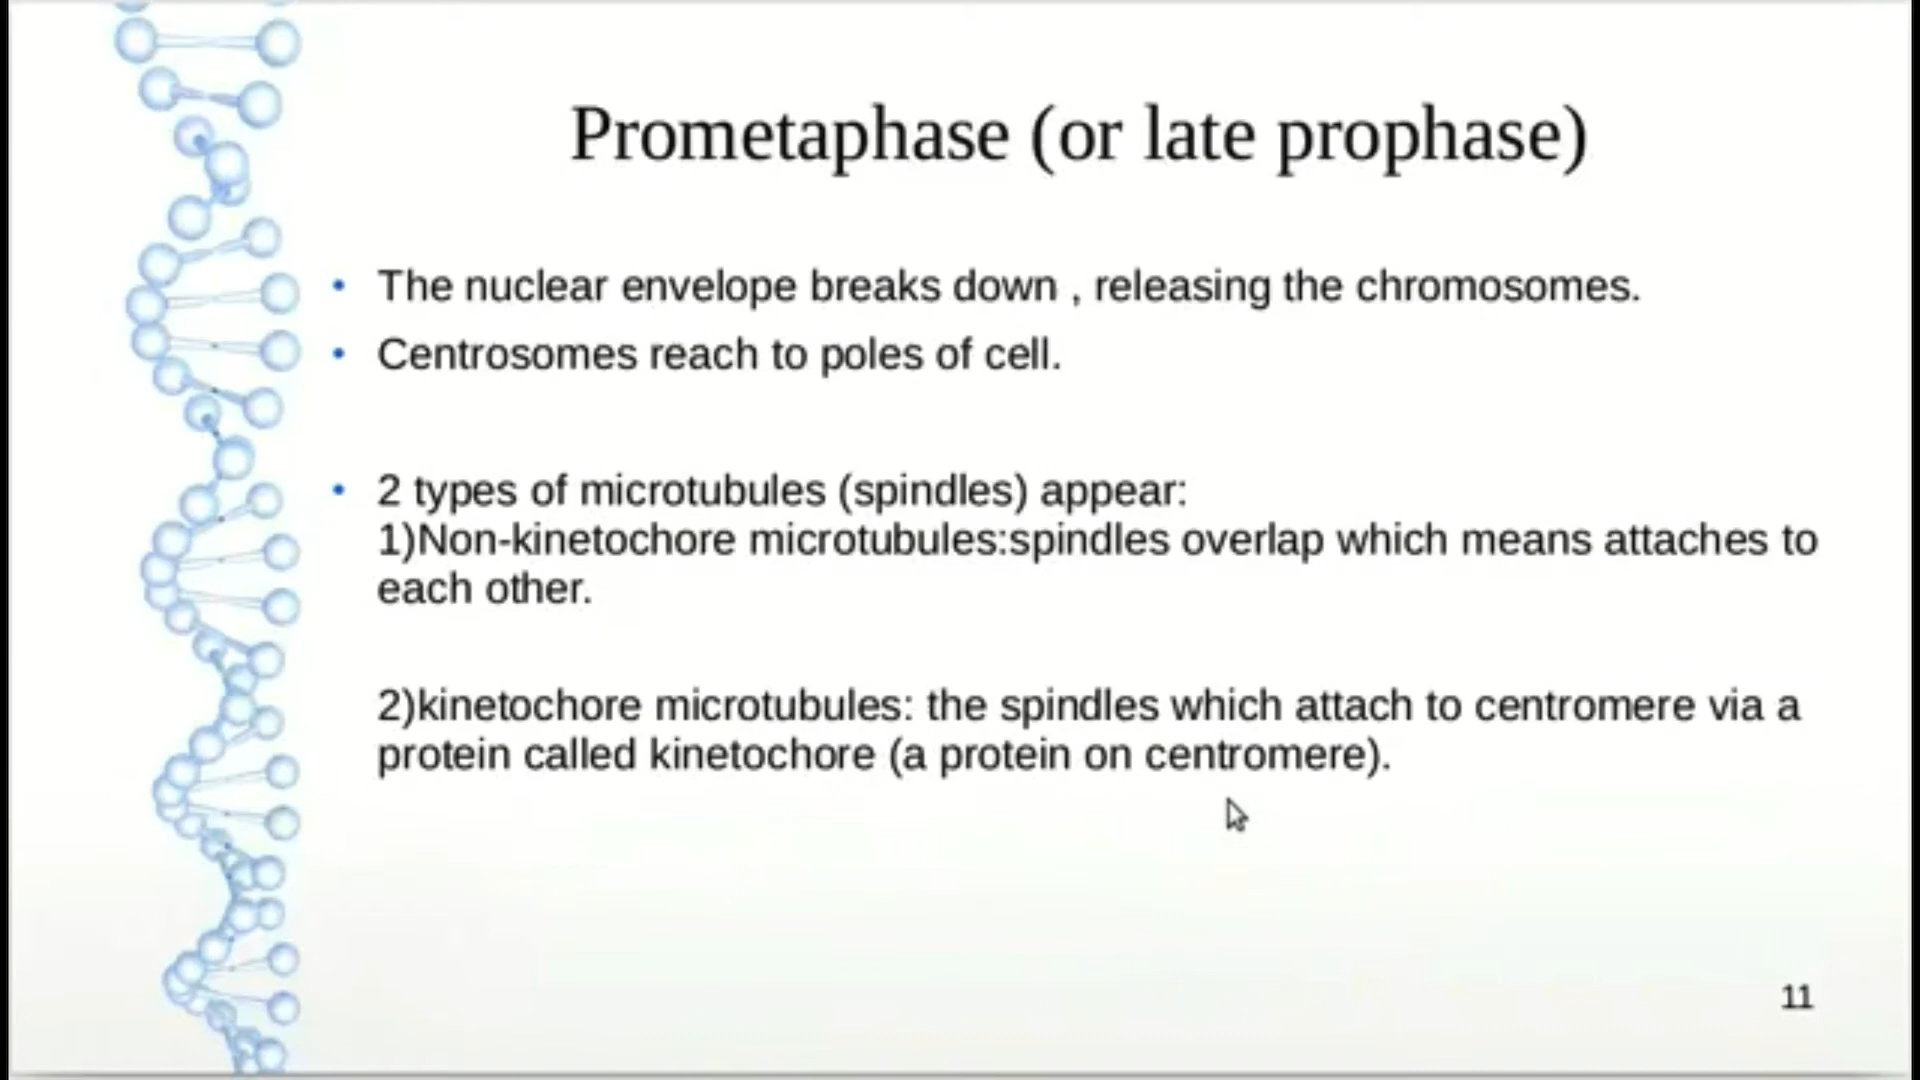 Prometaphase (or late prophase)
• The nuclear envelope breaks down , releasing the chromosomes.
• Centrosomes reach to poles of cell.
• 2 types of microtubules (spindles) appear:
1)Non-kinetochore microtubules:spindles overlap which means attaches to
each other.
2)kinetochore microtubules: the spindles which attach to centromere via a
protein called kinetochore (a protein on centromere).
11